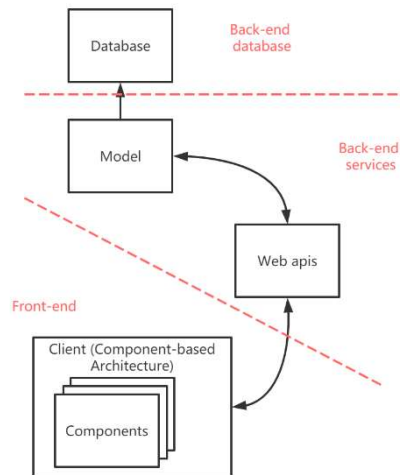 Database
Back-end
database
Model
Back-end
services
Web apis
Front-end
Client (Component-based
Architecture)
Components